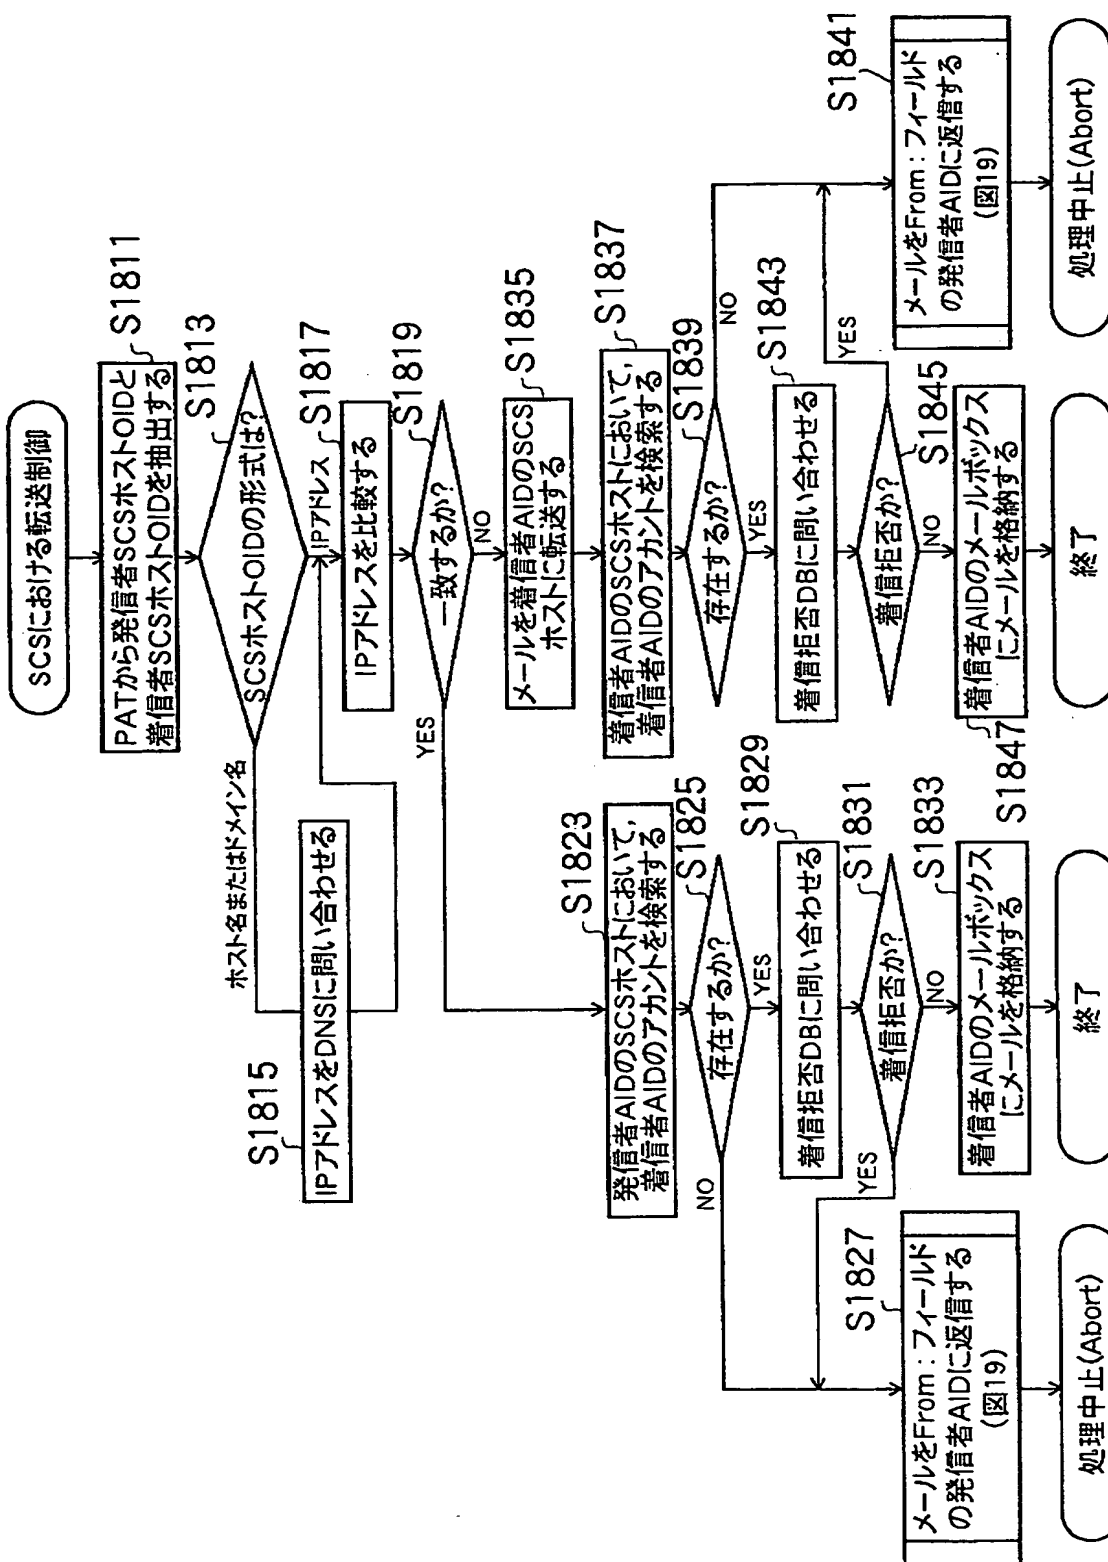 SCSにおける転送制御
PATから発信者SCSホストOIDと
着信者SCSホストOIDを抽出する
S1811
SCSホストOIDの形式は?
S1813
ホスト名またはドメイン名
IPアドレス
IPアドレスをDNSに問い合わせる
S1815
IPアドレスを比較する
S1817
一致するか?
S1819
YES
NO
発信者AIDのSCSホストにおいて,
着信者AIDのアカントを検索する
S1823
存在するか?
S1825
NO
YES
メールをFrom:フィールド
の発信者AIDに返信する
(図19)
S1827
処理中止(Abort)
着信拒否DBに問い合わせる
S1829
着信拒否か?
S1831
YES
NO
着信者AIDのメールボックス
にメールを格納する
S1833
終了
メールを着信者AIDのSCS
ホストに転送する
S1835
着信者AIDのSCSホストにおいて,
着信者AIDのアカントを検索する
S1837
存在するか?
S1839
NO
YES
メールをFrom:フィールド
の発信者AIDに返信する
(図19)
S1841
処理中止(Abort)
着信拒否DBに問い合わせる
S1843
着信拒否か?
S1845
YES
NO
着信者AIDのメールボックス
にメールを格納する
S1847
終了